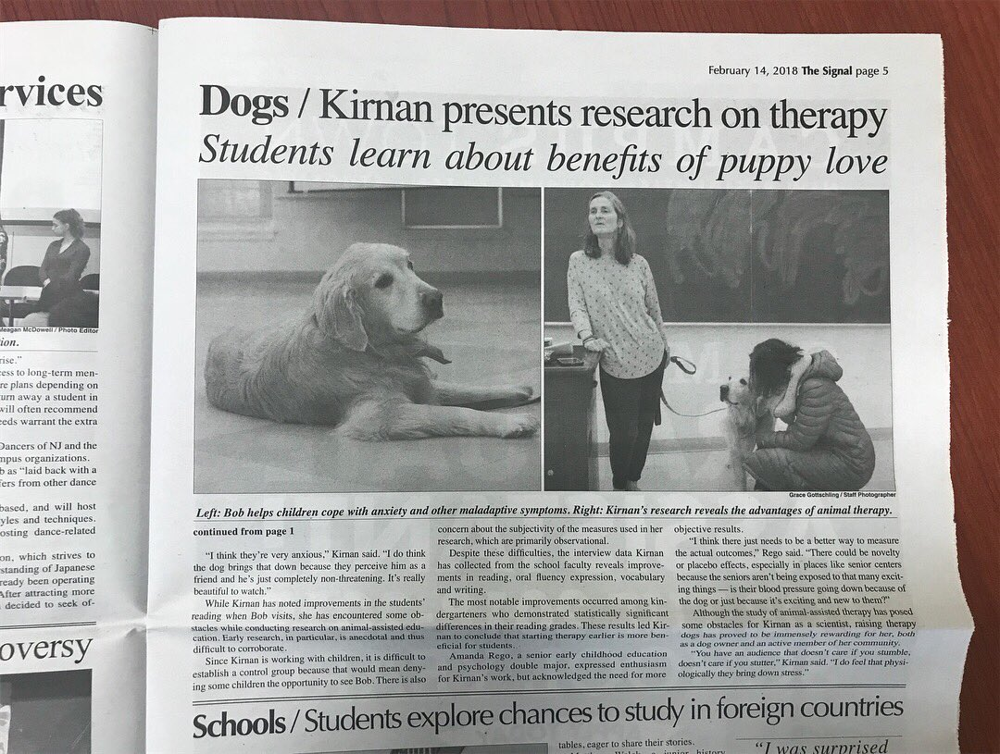 rvices
Meagan McDowell / Photo Editor
ion.
rise."
cess to long-term men-
re plans depending on
urn away a student in
will often recommend
eeds warrant the extra
Dancers of NJ and the
mpus organizations.
b as "laid back with a
fers from other dance
based, and will host
yles and techniques.
osting dance-related
on, which strives to
standing of Japanese
ready been operating
After attracting more
decided to seek of-
oversy
February 14, 2018 The Signal page 5
Dogs / Kirnan presents research on therapy
Students learn about benefits of puppy love
Grace Gottschling / Staff Photographer
Left: Bob helps children cope with anxiety and other maladaptive symptoms. Right: Kirnan's research reveals the advantages of animal therapy.
continued from page 1
"I think they're very anxious," Kirnan said. "I do think
the dog brings that down because they perceive him as a
friend and he's just completely non-threatening. It's really
beautiful to watch."
While Kirnan has noted improvements in the students'
reading when Bob visits, she has encountered some ob-
stacles while conducting research on animal-assisted edu-
cation. Early research, in particular, is anecdotal and thus
difficult to corroborate.
Since Kirnan is working with children, it is difficult to
establish a control group because that would mean deny-
ing some children the opportunity to see Bob. There is also
concern about the subjectivity of the measures used in her
research, which are primarily observational.
Despite these difficulties, the interview data Kirnan
has collected from the school faculty reveals improve-
ments in reading, oral fluency expression, vocabulary
and writing.
The most notable improvements occurred among kin-
dergarteners who demonstrated statistically significant
differences in their reading grades. These results led Kir-
nan to conclude that starting therapy earlier is more ben-
eficial for students.
Amanda Rego, a senior early childhood education
and psychology double major, expressed enthusiasm
for Kirnan's work, but acknowledged the need for more
objective results.
"I think there just needs to be a better way to measure
the actual outcomes," Rego said. "There could be novelty
or placebo effects, especially in places like senior centers
because the seniors aren't being exposed to that many excit-
ing things — is their blood pressure going down because of
the dog or just because it's exciting and new to them?"
Although the study of animal-assisted therapy has posed
some obstacles for Kirnan as a scientist, raising therapy
dogs has proved to be immensely rewarding for her, both
as a dog owner and an active member of her community.
"You have an audience that doesn't care if you stumble,
doesn't care if you stutter," Kirnan said. "I do feel that physi-
ologically they bring down stress."
Schools / Students explore chances to study in foreign countries
tables, eager to share their stories.
a junior history
"I was surprised